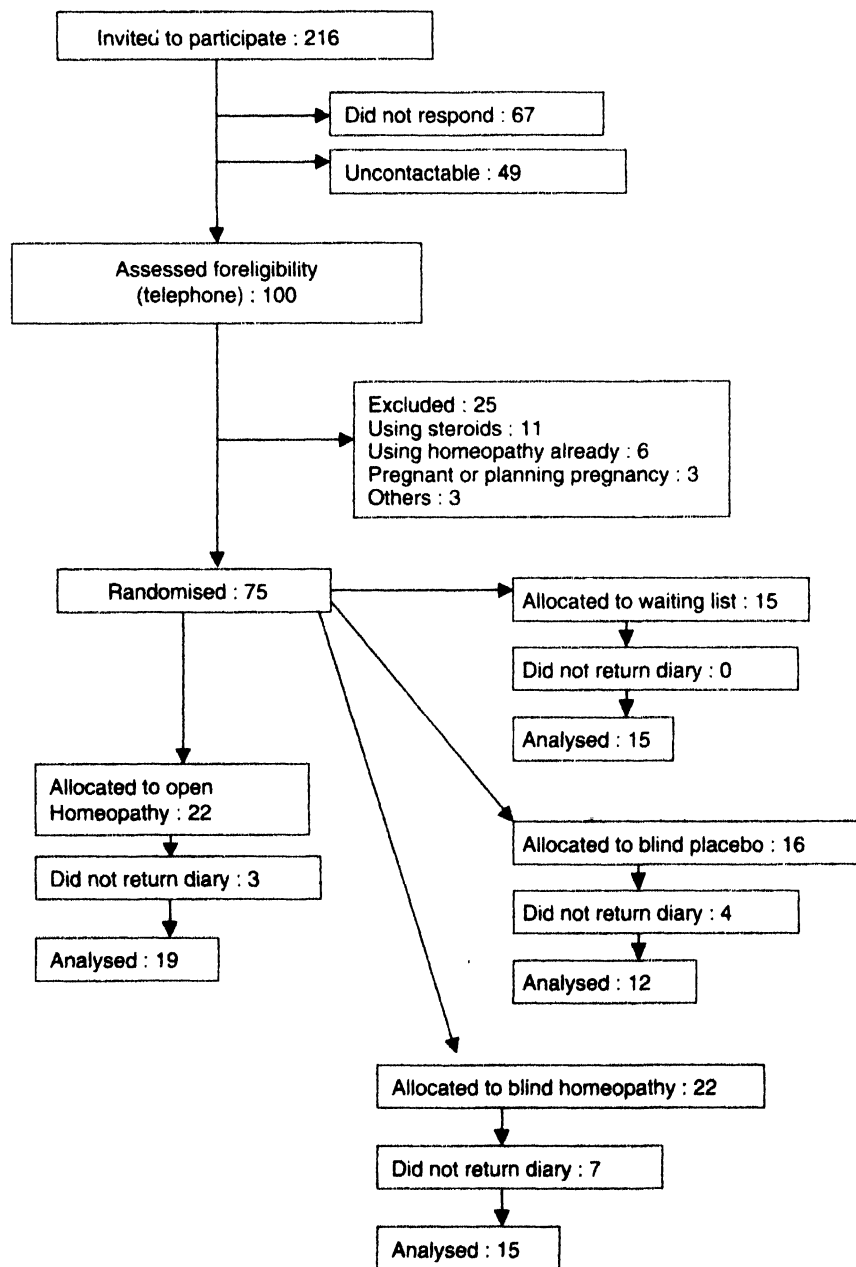 Invited to participate : 216
Did not respond : 67
Uncontactable : 49
Assessed foreligibility
(telephone) : 100
Excluded : 25
Using steroids : 11
Using homeopathy already : 6
Pregnant or planning pregnancy : 3
Others : 3
Randomised : 75
Allocated to waiting list : 15
Did not return diary : 0
Analysed : 15
Allocated to open
Homeopathy : 22
Did not return diary : 3
Analysed : 19
Allocated to blind placebo : 16
Did not return diary : 4
Analysed : 12
Allocated to blind homeopathy : 22
Did not return diary : 7
Analysed : 15